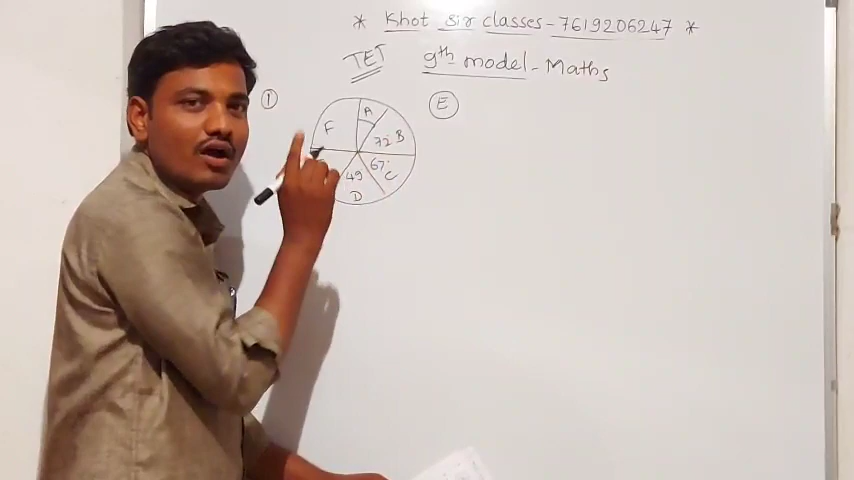 * Khot sir classes - 7619206247 *
TET 9th model - Maths
① Ⓔ
A
F
72° B
67°
49 C
D